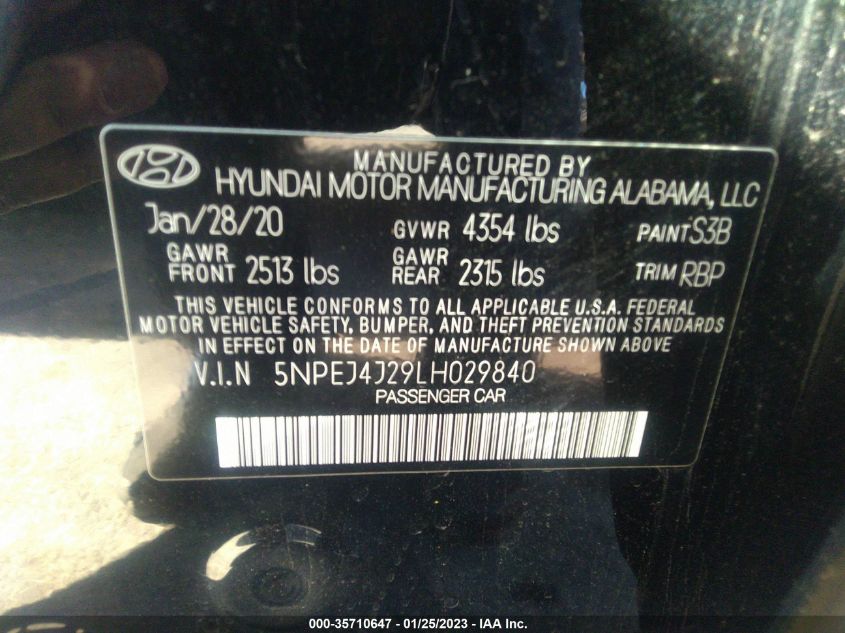 MANUFACTURED BY
HYUNDAI MOTOR MANUFACTURING ALABAMA, LLC
Jan/28/20 GVWR 4354 lbs PAINT S3B
GAWR FRONT 2513 lbs GAWR REAR 2315 lbs TRIM RBP
THIS VEHICLE CONFORMS TO ALL APPLICABLE U.S.A. FEDERAL
MOTOR VEHICLE SAFETY, BUMPER, AND THEFT PREVENTION STANDARDS
IN EFFECT ON THE DATE OF MANUFACTURE SHOWN ABOVE
V.I.N 5NPEJ4J29LH029840
PASSENGER CAR
000-35710647 — 01/25/2023 — IAA Inc.